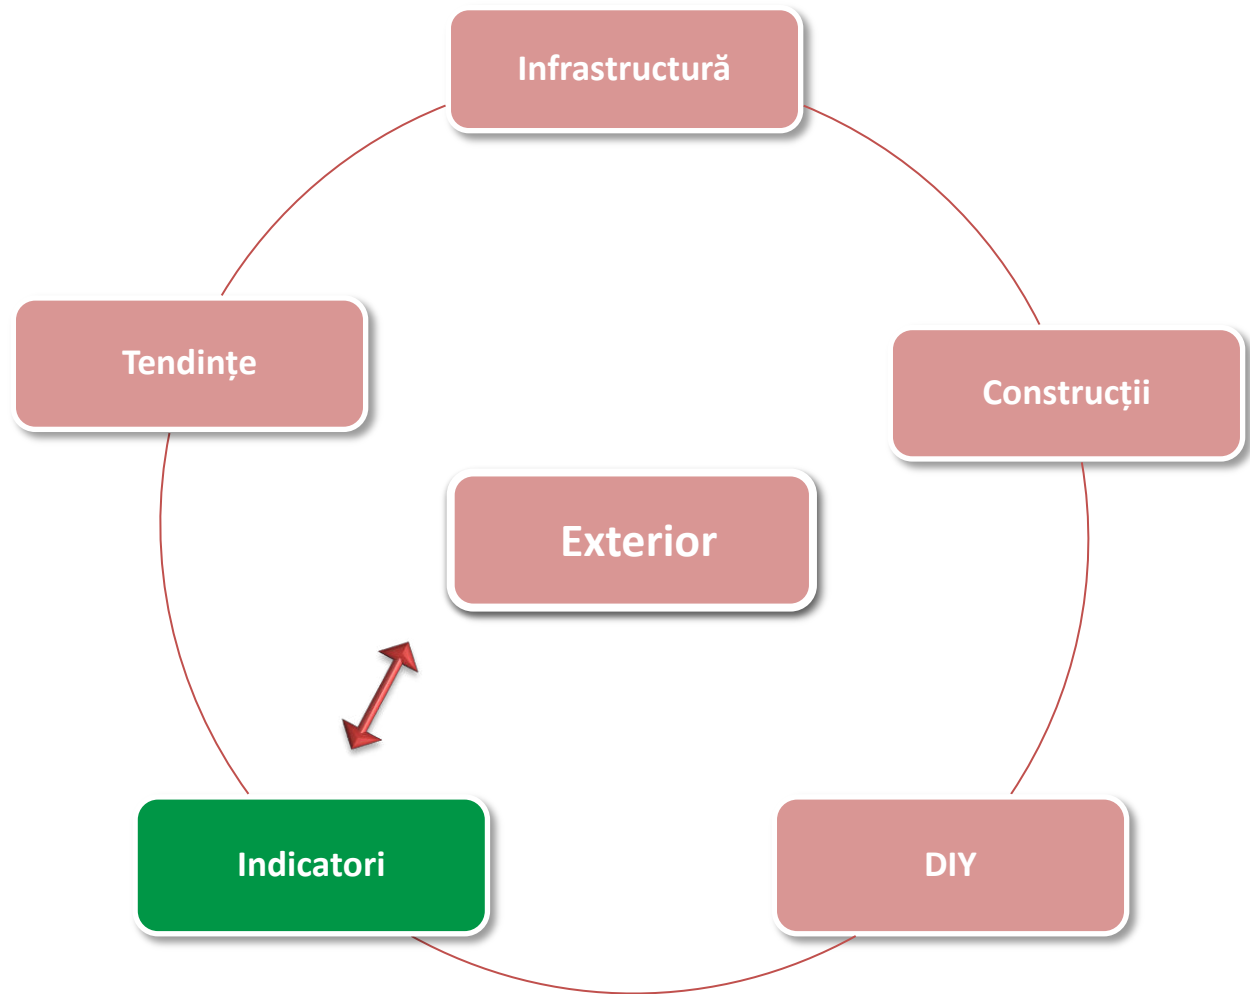 Infrastructură
Tendințe
Construcții
Exterior
Indicatori
DIY